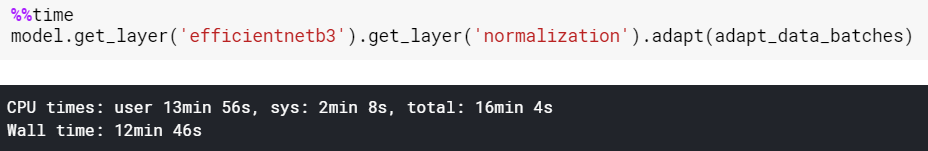 %%time
model.get_layer('efficientnetb3').get_layer('normalization').adapt(adapt_data_batches)
CPU times: user 13min 56s, sys: 2min 8s, total: 16min 4s
Wall time: 12min 46s